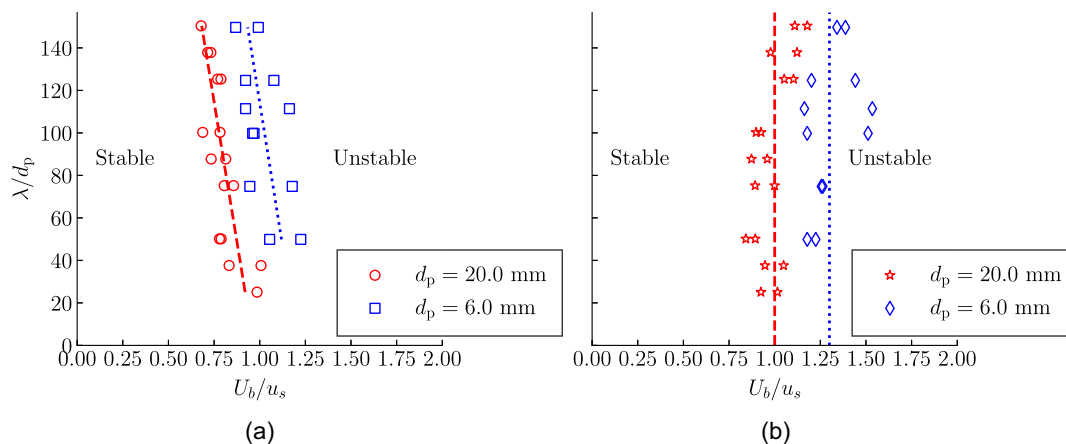 140
120
100
80
60
40
20
0
λ/d_p
Stable
Unstable
d_p = 20.0 mm
d_p = 6.0 mm
0.00 0.25 0.50 0.75 1.00 1.25 1.50 1.75 2.00
U_b/u_s
(a)
Stable
Unstable
d_p = 20.0 mm
d_p = 6.0 mm
0.00 0.25 0.50 0.75 1.00 1.25 1.50 1.75 2.00
U_b/u_s
(b)